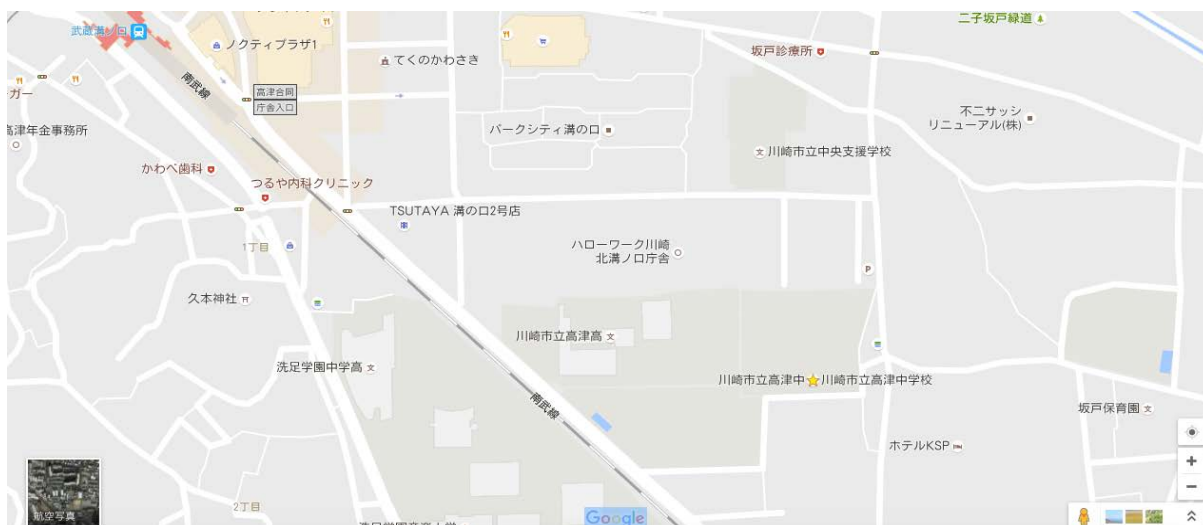 武蔵溝ノ口
ノクティプラザ1
てくのかわさき
二子坂戸緑道
坂戸診療所
南武線
高津合同
庁舎入口
ガー
高津年金事務所
パークシティ溝の口
不二サッシ
リニューアル(株)
川崎市立中央支援学校
かわべ歯科
つるや内科クリニック
TSUTAYA 溝の口2号店
1丁目
ハローワーク川崎
北溝ノ口庁舎
P
久本神社
川崎市立高津高
洗足学園中学高
川崎市立高津中
川崎市立高津中学校
南武線
坂戸保育園
ホテルKSP
2丁目
航空写真
Google